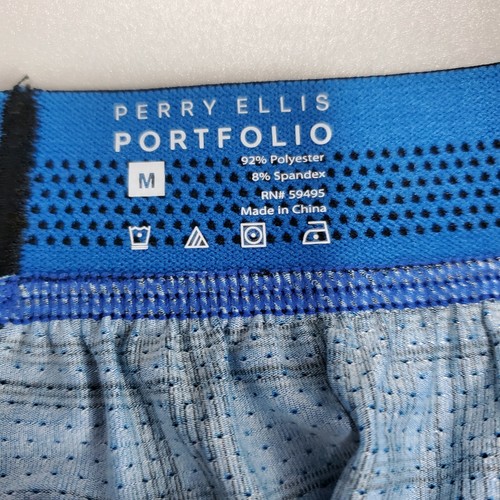 PERRY ELLIS
PORTFOLIO
M
92% Polyester
8% Spandex
RN# 59495
Made in China